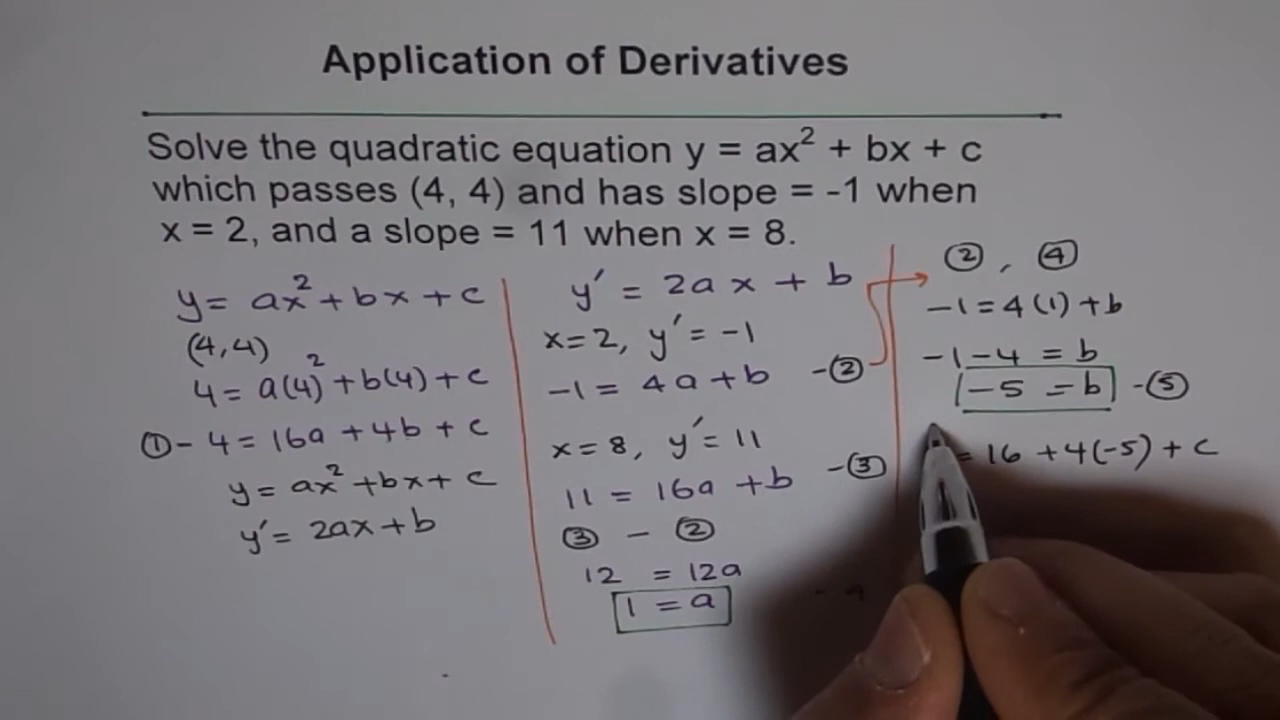 Application of Derivatives
Solve the quadratic equation y = ax² + bx + c
which passes (4, 4) and has slope = -1 when
x = 2, and a slope = 11 when x = 8.
y = ax² + bx + c
(4,4)
4 = a(4)² + b(4) + c
① - 4 = 16a + 4b + c
y = ax² + bx + c
y' = 2ax + b
y' = 2ax + b
x = 2, y' = -1
-1 = 4a + b -②
x = 8, y' = 11
11 = 16a + b -③
③ - ②
12 = 12a
1 = a
②, ④
-1 = 4(1) + b
-1-4 = b
-5 = b -⑤
= 16 + 4(-5) + c